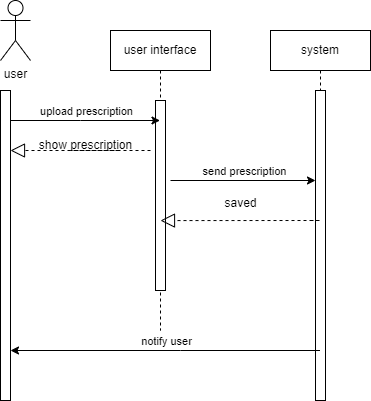 user
user interface
system
upload prescription
show prescription
send prescription
saved
notify user